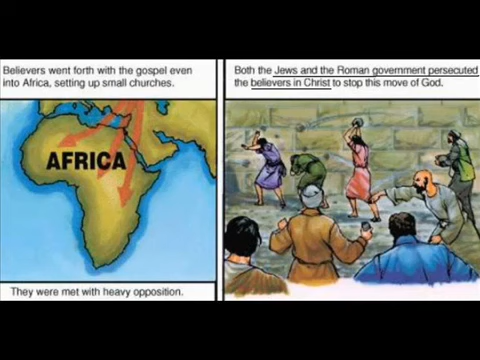 Believers went forth with the gospel even
into Africa, setting up small churches.
AFRICA
They were met with heavy opposition.
Both the Jews and the Roman government persecuted
the believers in Christ to stop this move of God.